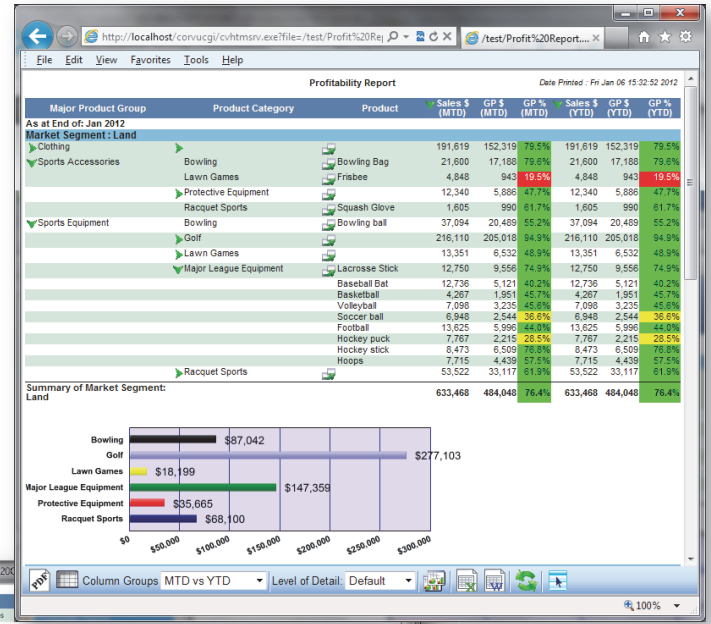 http://localhost/corvucgi/cvhtmsrv.exe?file=/test/Profit%20Re
/test/Profit%20Report....
File Edit View Favorites Tools Help
Profitability Report
Date Printed : Fri Jan 06 15:32:52 2012
Major Product Group Product Category Product Sales $ (MTD) GP $ (MTD) GP % (MTD) Sales $ (YTD) GP $ (YTD) GP % (YTD)
As at End of: Jan 2012
Market Segment : Land
Clothing 191,619 152,319 79.5% 191,619 152,319 79.5%
Sports Accessories Bowling Bowling Bag 21,600 17,188 79.6% 21,600 17,188 79.6%
Lawn Games Frisbee 4,848 943 19.5% 4,848 943 19.5%
Protective Equipment 12,340 5,886 47.7% 12,340 5,886 47.7%
Racquet Sports Squash Glove 1,605 990 61.7% 1,605 990 61.7%
Sports Equipment Bowling Bowling ball 37,094 20,489 55.2% 37,094 20,489 55.2%
Golf 216,110 205,018 94.9% 216,110 205,018 94.9%
Lawn Games 13,351 6,532 48.9% 13,351 6,532 48.9%
Major League Equipment Lacrosse Stick 12,750 9,556 74.9% 12,750 9,556 74.9%
Baseball Bat 12,736 5,121 40.2% 12,736 5,121 40.2%
Basketball 4,267 1,951 45.7% 4,267 1,951 45.7%
Volleyball 7,098 3,235 45.6% 7,098 3,235 45.6%
Soccer ball 6,948 2,544 36.6% 6,948 2,544 36.6%
Football 13,625 5,996 44.0% 13,625 5,996 44.0%
Hockey puck 7,767 2,215 28.5% 7,767 2,215 28.5%
Hockey stick 8,473 6,509 76.8% 8,473 6,509 76.8%
Hoops 7,715 4,439 57.5% 7,715 4,439 57.5%
Racquet Sports 53,522 33,117 61.9% 53,522 33,117 61.9%
Summary of Market Segment: Land 633,468 484,048 76.4% 633,468 484,048 76.4%
Bowling $87,042
Golf $277,103
Lawn Games $18,199
Major League Equipment $147,359
Protective Equipment $35,665
Racquet Sports $68,100
$0 $50,000 $100,000 $150,000 $200,000 $250,000 $300,000
PDF Column Groups MTD vs YTD Level of Detail: Default
100%